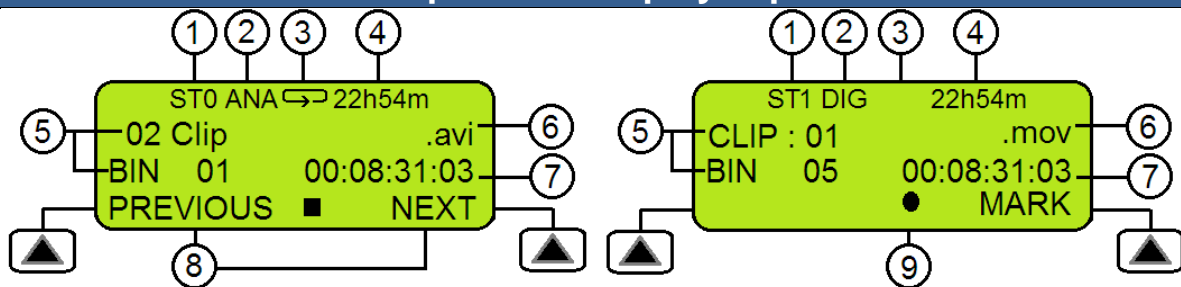 1 2 3 4
ST0 ANA 22h54m
5 02 Clip .avi 6
BIN 01 00:08:31:03 7
PREVIOUS ■ NEXT
8
1 2 3 4
ST1 DIG 22h54m
5 CLIP : 01 .mov 6
BIN 05 00:08:31:03 7
● MARK
9